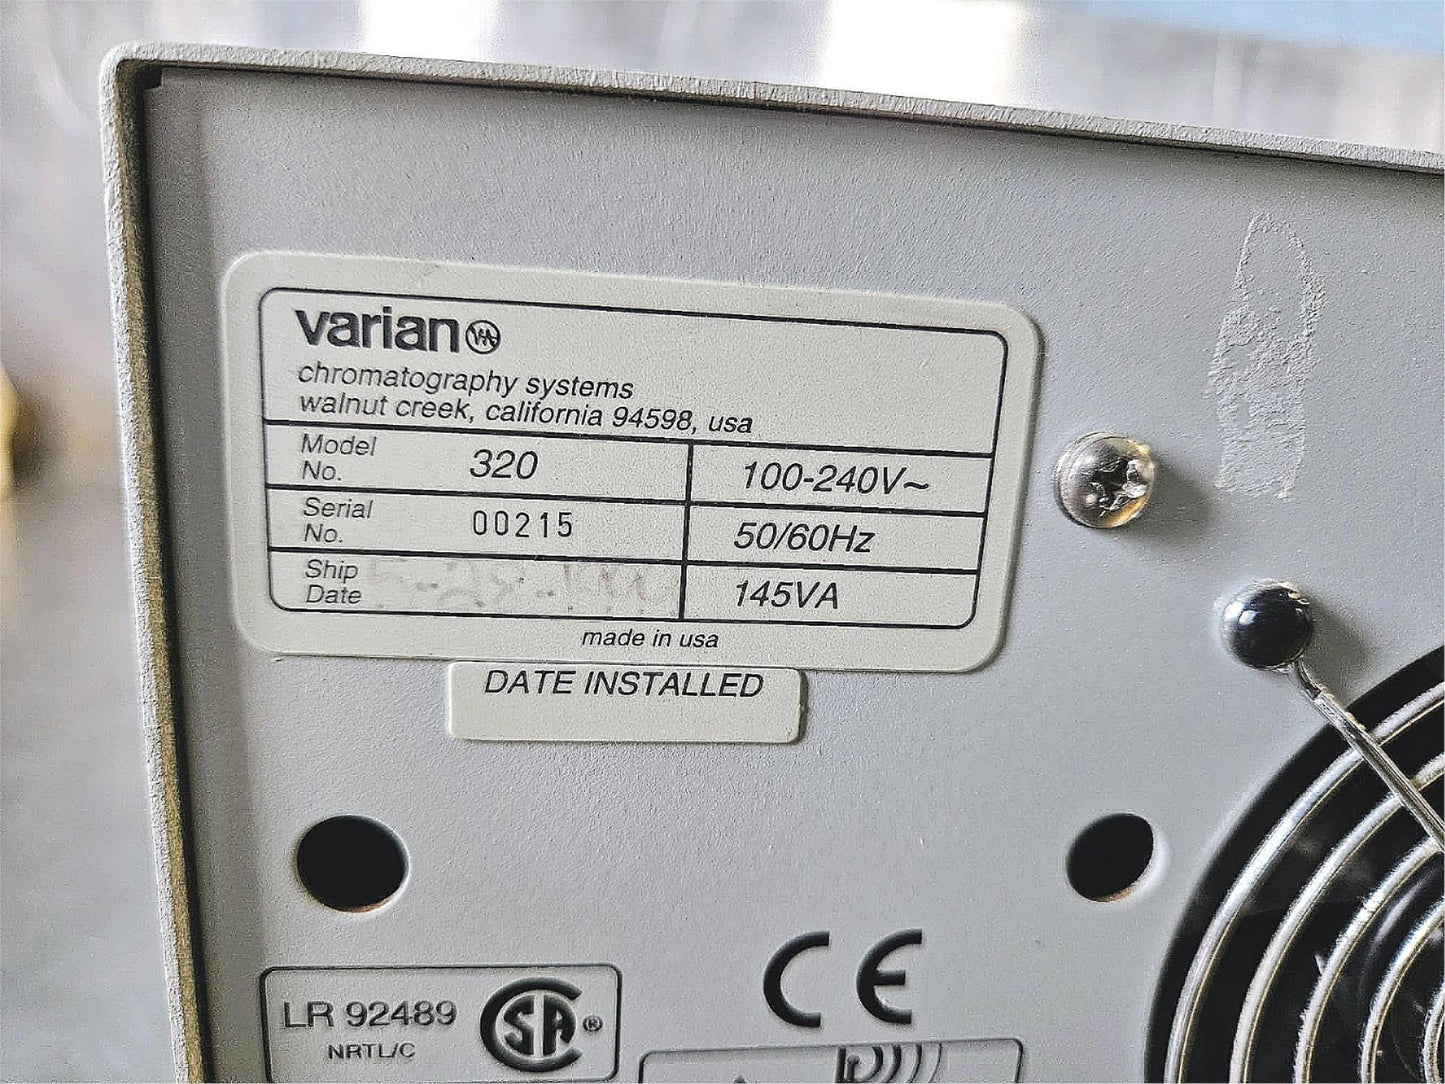 varian
chromatography systems
walnut creek, california 94598, usa
Model No. 320
100-240V~
Serial No. 00215
50/60Hz
Ship Date
145VA
made in usa
DATE INSTALLED
LR 92489
NRTL/C
SA ®
CE